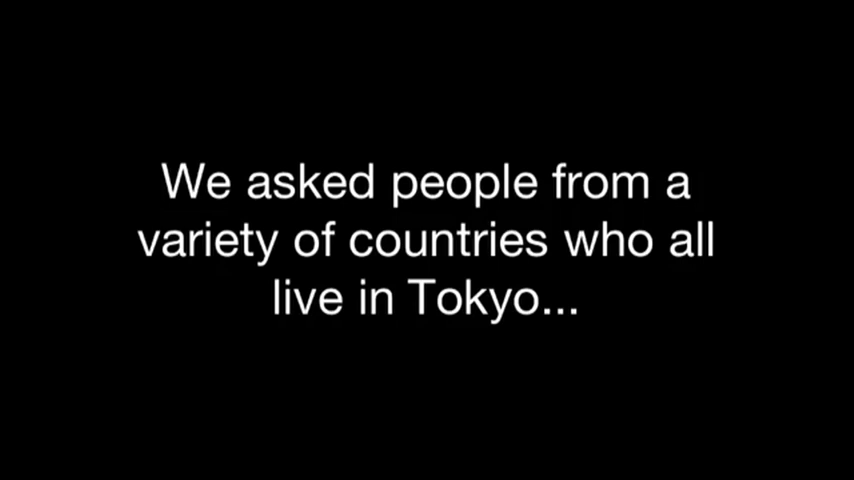 We asked people from a
variety of countries who all
live in Tokyo...